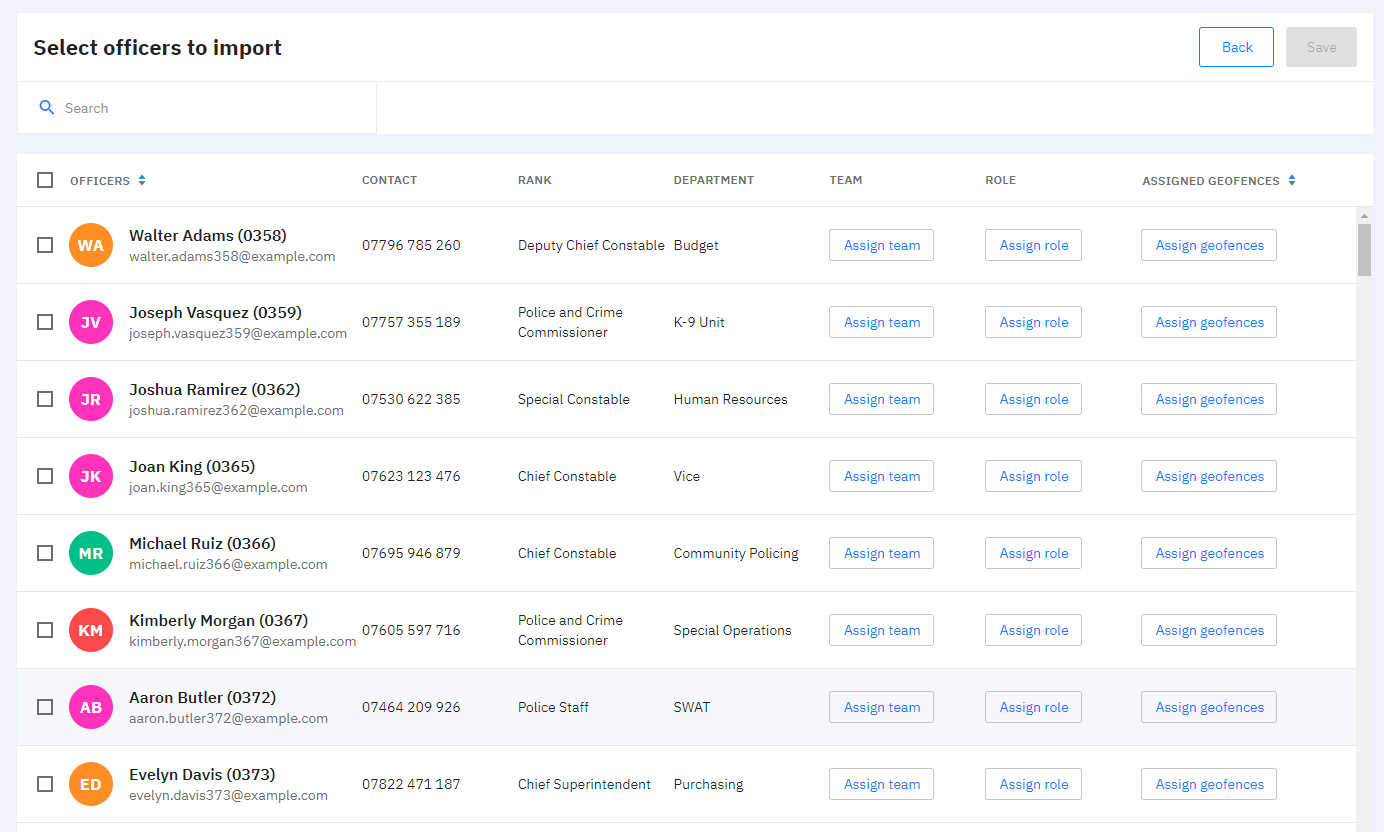 Select officers to import
Back
Save
Search
OFFICERS CONTACT RANK DEPARTMENT TEAM ROLE ASSIGNED GEOFENCES
WA
Walter Adams (0358)
walter.adams358@example.com
07796 785 260
Deputy Chief Constable
Budget
Assign team
Assign role
Assign geofences
JV
Joseph Vasquez (0359)
joseph.vasquez359@example.com
07757 355 189
Police and Crime
Commissioner
K-9 Unit
Assign team
Assign role
Assign geofences
JR
Joshua Ramirez (0362)
joshua.ramirez362@example.com
07530 622 385
Special Constable
Human Resources
Assign team
Assign role
Assign geofences
JK
Joan King (0365)
joan.king365@example.com
07623 123 476
Chief Constable
Vice
Assign team
Assign role
Assign geofences
MR
Michael Ruiz (0366)
michael.ruiz366@example.com
07695 946 879
Chief Constable
Community Policing
Assign team
Assign role
Assign geofences
KM
Kimberly Morgan (0367)
kimberly.morgan367@example.com
07605 597 716
Police and Crime
Commissioner
Special Operations
Assign team
Assign role
Assign geofences
AB
Aaron Butler (0372)
aaron.butler372@example.com
07464 209 926
Police Staff
SWAT
Assign team
Assign role
Assign geofences
ED
Evelyn Davis (0373)
evelyn.davis373@example.com
07822 471 187
Chief Superintendent
Purchasing
Assign team
Assign role
Assign geofences